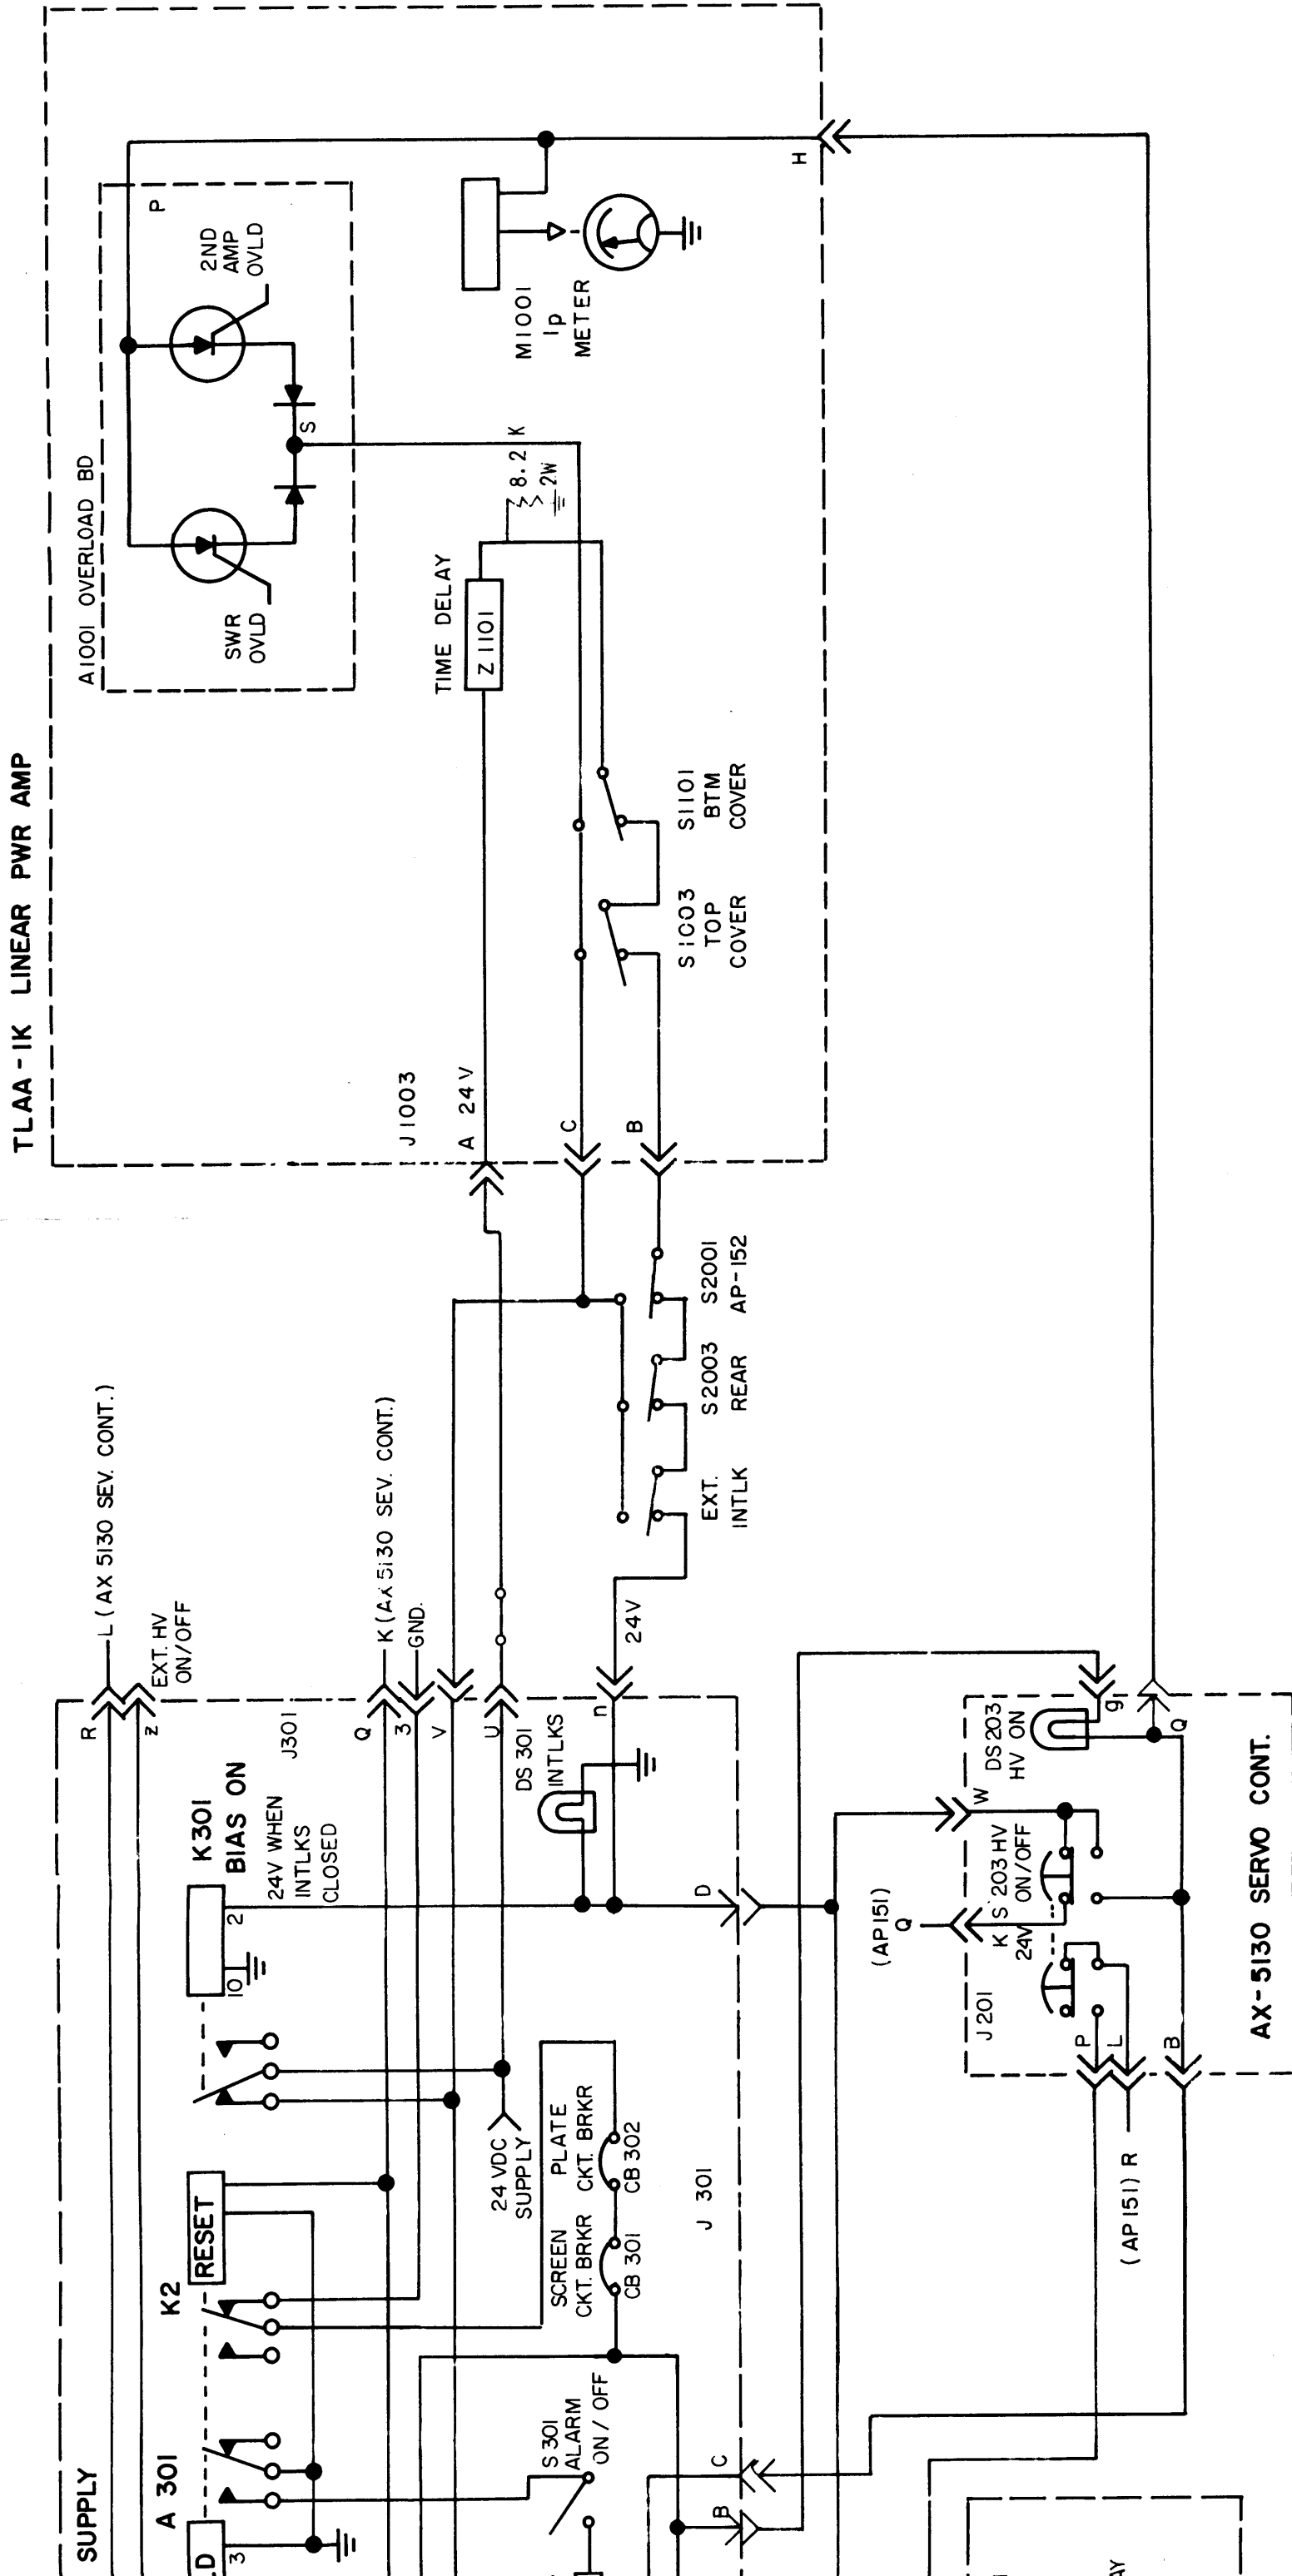 TLAA-1K LINEAR PWR AMP
A1001 OVERLOAD BD
SWR
OVLD
2ND
AMP
OVLD
P
S
TIME DELAY
Z 1101
8.2 K
2W
M1001
Ip
METER
H
J1003
A 24V
C
B
S1003
TOP
COVER
S1101
BTM
COVER
EXT.
INTLK
S2003
REAR
S2001
AP-152
24V
L (AX 5130 SEV. CONT.)
EXT. HV
ON/OFF
K (AX 5130 SEV. CONT.)
GND.
R
z
J301
Q
3
V
U
n
SUPPLY
A 301
K2
RESET
K301
BIAS ON
24V WHEN
INTLKS
CLOSED
10
2
3
DS 301
INTLKS
24 VDC
SUPPLY
SCREEN
CKT. BRKR
CB 301
PLATE
CKT. BRKR
CB 302
S 301
ALARM
ON / OFF
J 301
D
C
B
(AP151)
Q
J201
K
24V
S 203 HV
ON/OFF
W
DS 203
HV ON
g
Q
P
L
B
(AP151) R
AX-5130 SERVO CONT.